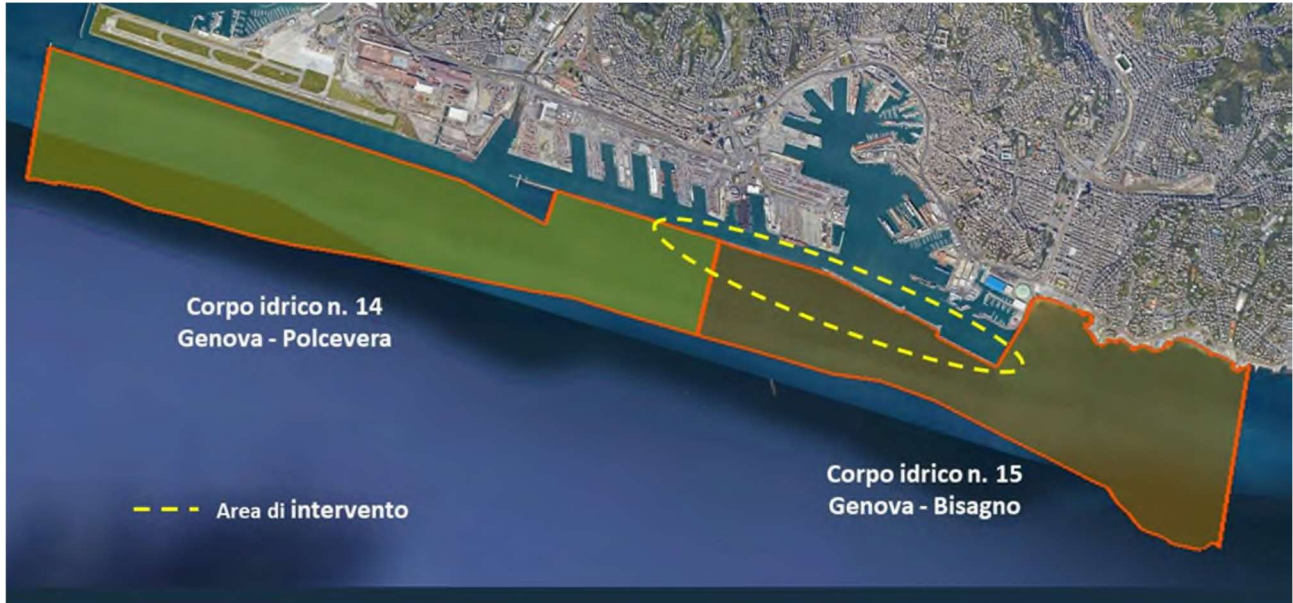 Corpo idrico n. 14
Genova - Polcevera
Corpo idrico n. 15
Genova - Bisagno
Area di intervento